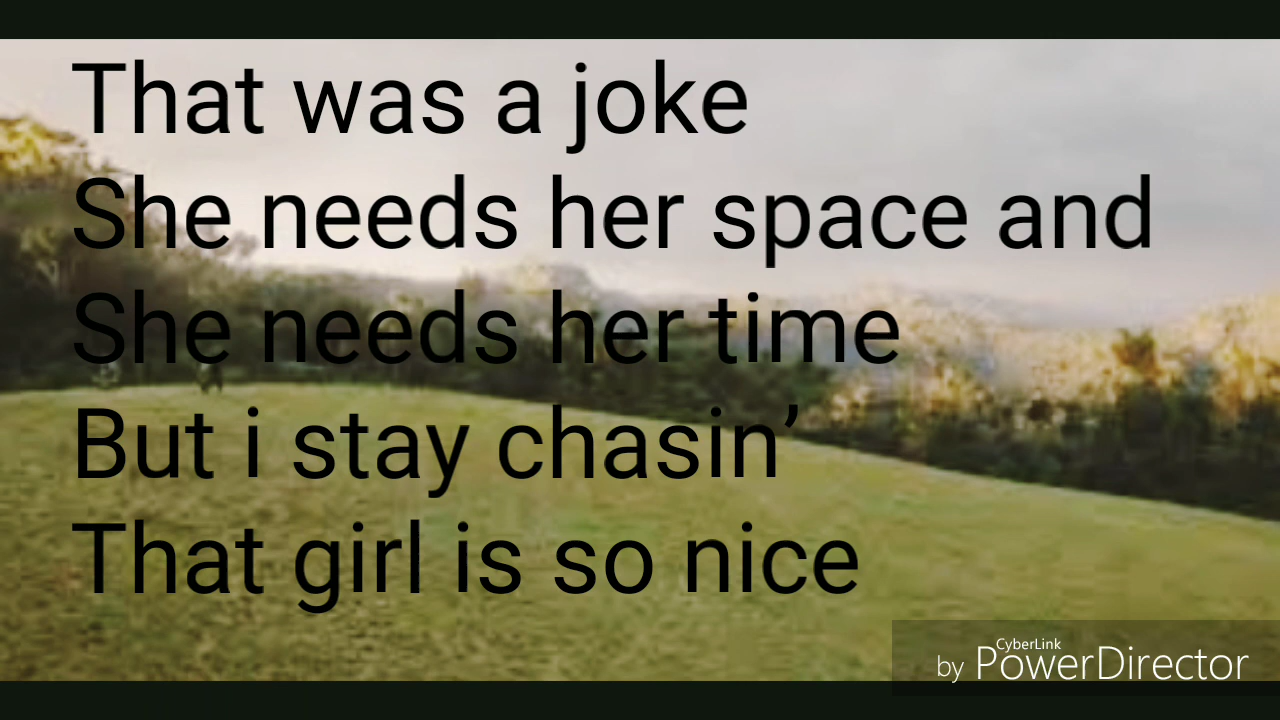 That was a joke
She needs her space and
She needs her time
But i stay chasin’
That girl is so nice
by CyberLink PowerDirector